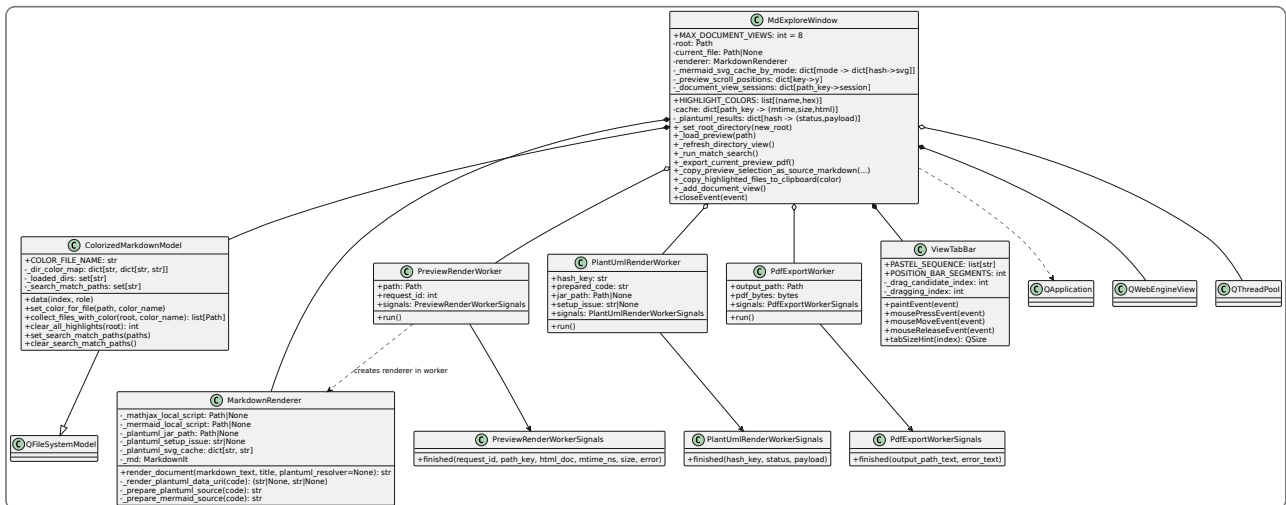 C MdExploreWindow
+MAX_DOCUMENT_VIEWS: int = 8
-root: Path
-current_file: Path|None
-renderer: MarkdownRenderer
-_mermaid_svg_cache_by_mode: dict[mode -> dict[hash->svg]]
-_preview_scroll_positions: dict[key->y]
-_document_view_sessions: dict[path_key->session]
+HIGHLIGHT_COLORS: list[(name,hex)]
-cache: dict[path_key -> (mtime,size,html)]
-_plantuml_results: dict[hash -> (status,payload)]
+_set_root_directory(new_root)
+_load_preview(path)
+_refresh_directory_view()
+_run_match_search()
+_export_current_preview_pdf()
+_copy_preview_selection_as_source_markdown(...)
+_copy_highlighted_files_to_clipboard(color)
+_add_document_view()
+closeEvent(event)
C ColorizedMarkdownModel
+COLOR_FILE_NAME: str
-_dir_color_map: dict[str, dict[str, str]]
-_loaded_dirs: set[str]
-_search_match_paths: set[str]
+data(index, role)
+set_color_for_file(path, color_name)
+collect_files_with_color(root, color_name): list[Path]
+clear_all_highlights(root): int
+set_search_match_paths(paths)
+clear_search_match_paths()
C PreviewRenderWorker
+path: Path
+request_id: int
+signals: PreviewRenderWorkerSignals
+run()
C PlantUmlRenderWorker
+hash_key: str
+prepared_code: str
+jar_path: Path|None
+setup_issue: str|None
+signals: PlantUmlRenderWorkerSignals
+run()
C PdfExportWorker
+output_path: Path
+pdf_bytes: bytes
+signals: PdfExportWorkerSignals
+run()
C ViewTabBar
+PASTEL_SEQUENCE: list[str]
+POSITION_BAR_SEGMENTS: int
-_drag_candidate_index: int
-_dragging_index: int
+paintEvent(event)
+mousePressEvent(event)
+mouseMoveEvent(event)
+mouseReleaseEvent(event)
+tabSizeHint(index): QSize
C QApplication
C QWebEngineView
C QThreadPool
creates renderer in worker
C QFileSystemModel
C MarkdownRenderer
-_mathjax_local_script: Path|None
-_mermaid_local_script: Path|None
-_plantuml_jar_path: Path|None
-_plantuml_setup_issue: str|None
-_plantuml_svg_cache: dict[str, str]
-_md: MarkdownIt
+render_document(markdown_text, title, plantuml_resolver=None): str
-_render_plantuml_data_uri(code): (str|None, str|None)
-_prepare_plantuml_source(code): str
-_prepare_mermaid_source(code): str
C PreviewRenderWorkerSignals
+finished(request_id, path_key, html_doc, mtime_ns, size, error)
C PlantUmlRenderWorkerSignals
+finished(hash_key, status, payload)
C PdfExportWorkerSignals
+finished(output_path_text, error_text)